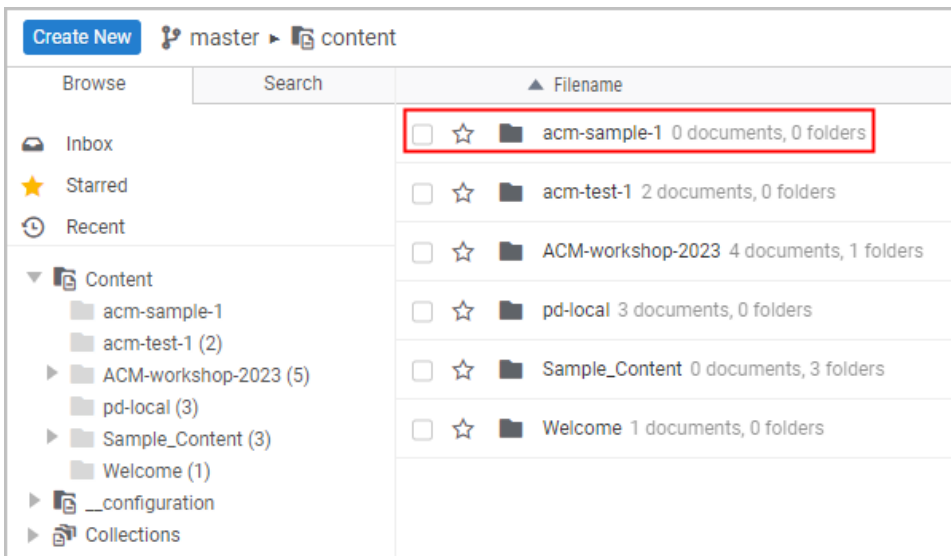 Create New master ▸ content
Browse Search
Filename
Inbox
Starred
Recent
Content
acm-sample-1
acm-test-1 (2)
ACM-workshop-2023 (5)
pd-local (3)
Sample_Content (3)
Welcome (1)
__configuration
Collections
acm-sample-1 0 documents, 0 folders
acm-test-1 2 documents, 0 folders
ACM-workshop-2023 4 documents, 1 folders
pd-local 3 documents, 0 folders
Sample_Content 0 documents, 3 folders
Welcome 1 documents, 0 folders